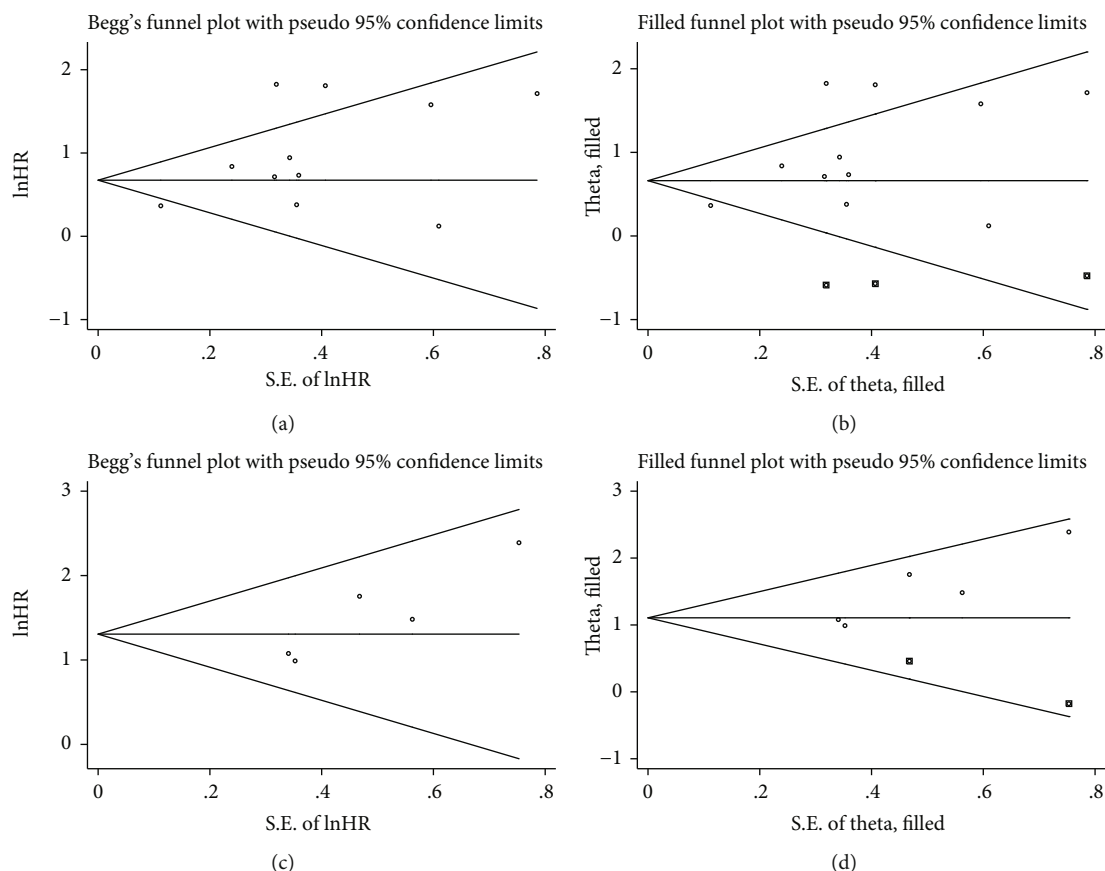 Begg's funnel plot with pseudo 95% confidence limits
2
1
0
−1
lnHR
0 .2 .4 .6 .8
S.E. of lnHR
(a)
Filled funnel plot with pseudo 95% confidence limits
2
1
0
−1
Theta, filled
0 .2 .4 .6 .8
S.E. of theta, filled
(b)
Begg's funnel plot with pseudo 95% confidence limits
3
2
1
0
lnHR
0 .2 .4 .6 .8
S.E. of lnHR
(c)
Filled funnel plot with pseudo 95% confidence limits
3
2
1
0
−1
Theta, filled
0 .2 .4 .6 .8
S.E. of theta, filled
(d)